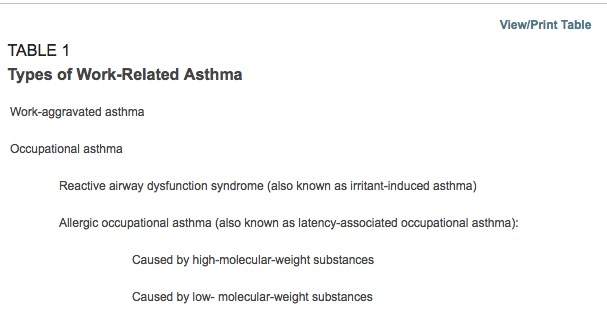 View/Print Table
TABLE 1
Types of Work-Related Asthma
Work-aggravated asthma
Occupational asthma
Reactive airway dysfunction syndrome (also known as irritant-induced asthma)
Allergic occupational asthma (also known as latency-associated occupational asthma):
Caused by high-molecular-weight substances
Caused by low- molecular-weight substances